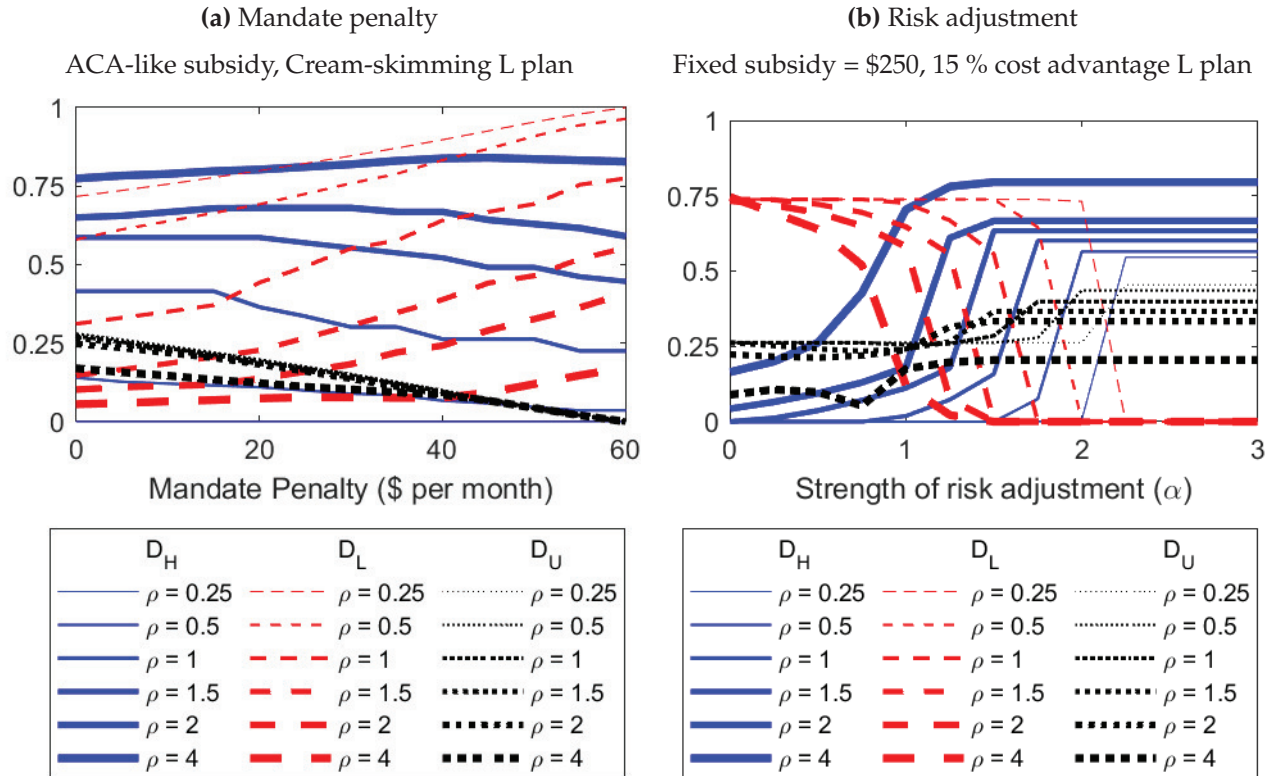 (a) Mandate penalty
ACA-like subsidy, Cream-skimming L plan
1
0.75
0.5
0.25
0
0 20 40 60
Mandate Penalty ($ per month)
D_H D_L D_U
ρ = 0.25 ρ = 0.25 ρ = 0.25
ρ = 0.5 ρ = 0.5 ρ = 0.5
ρ = 1 ρ = 1 ρ = 1
ρ = 1.5 ρ = 1.5 ρ = 1.5
ρ = 2 ρ = 2 ρ = 2
ρ = 4 ρ = 4 ρ = 4
(b) Risk adjustment
Fixed subsidy = $250, 15 % cost advantage L plan
1
0.75
0.5
0.25
0
0 1 2 3
Strength of risk adjustment (α)
D_H D_L D_U
ρ = 0.25 ρ = 0.25 ρ = 0.25
ρ = 0.5 ρ = 0.5 ρ = 0.5
ρ = 1 ρ = 1 ρ = 1
ρ = 1.5 ρ = 1.5 ρ = 1.5
ρ = 2 ρ = 2 ρ = 2
ρ = 4 ρ = 4 ρ = 4